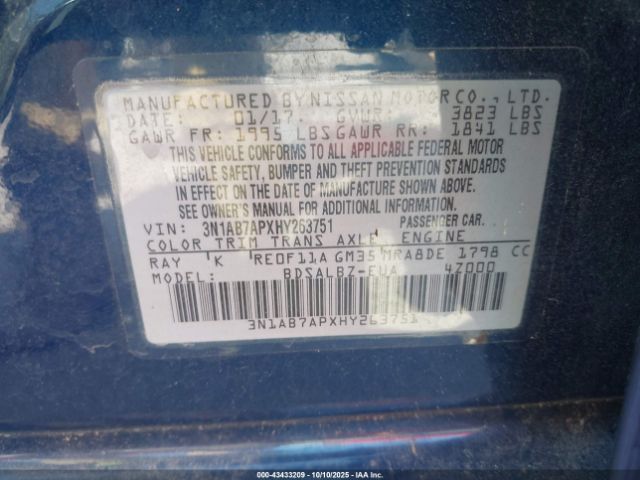 MANUFACTURED BY NISSAN MOTOR CO., LTD.
DATE: 01/17 GVWR: 3823 LBS
GAWR FR: 1995 LBS GAWR RR: 1841 LBS
THIS VEHICLE CONFORMS TO ALL APPLICABLE FEDERAL MOTOR
VEHICLE SAFETY, BUMPER AND THEFT PREVENTION STANDARDS
IN EFFECT ON THE DATE OF MANUFACTURE SHOWN ABOVE.
SEE OWNER'S MANUAL FOR ADDITIONAL INFORMATION.
VIN: 3N1AB7APXHY263751 PASSENGER CAR
COLOR TRIM TRANS AXLE ENGINE
RAY K RE0F11A GM35 MRA8DE 1798 CC
MODEL: BDSALBZ-EUA 4Z000
3N1AB7APXHY263751
000-43433209 - 10/10/2025 - IAAI.com